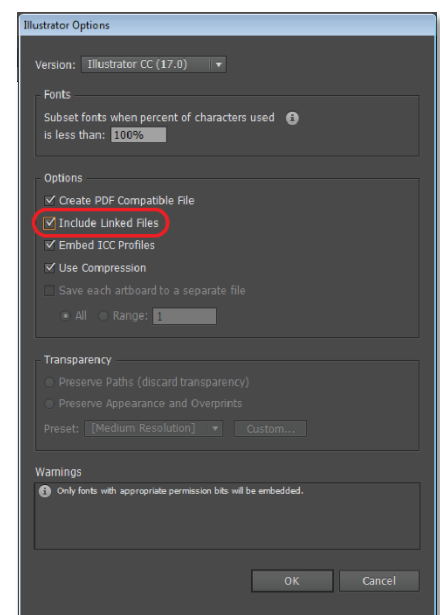 Illustrator Options
Version: Illustrator CC (17.0)
Fonts
Subset fonts when percent of characters used
is less than: 100%
Options
Create PDF Compatible File
Include Linked Files
Embed ICC Profiles
Use Compression
Save each artboard to a separate file
All Range: 1
Transparency
Preserve Paths (discard transparency)
Preserve Appearance and Overprints
Preset: [Medium Resolution] Custom...
Warnings
Only fonts with appropriate permission bits will be embedded.
OK Cancel